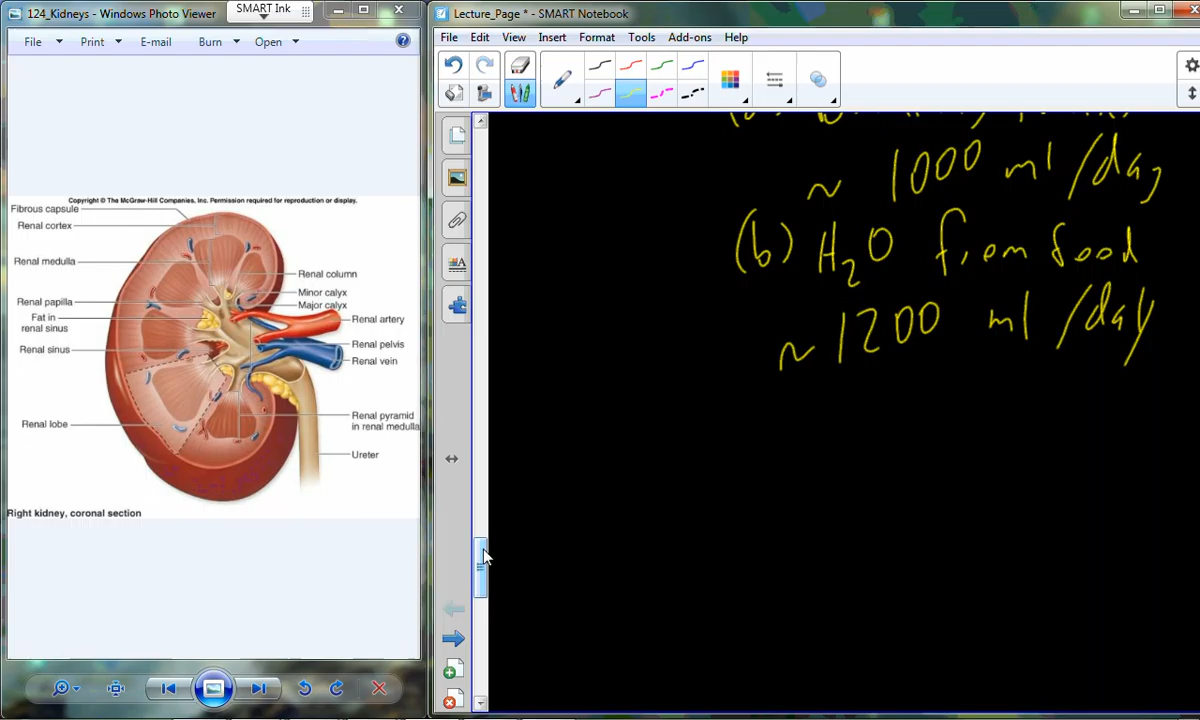 124_Kidneys - Windows Photo Viewer
SMART Ink
File Print E-mail Burn Open
Copyright © The McGraw-Hill Companies, Inc. Permission required for reproduction or display.
Fibrous capsule
Renal cortex
Renal medulla
Renal papilla
Fat in
renal sinus
Renal sinus
Renal lobe
Renal column
Minor calyx
Major calyx
Renal artery
Renal pelvis
Renal vein
Renal pyramid
in renal medulla
Ureter
Right kidney, coronal section
Lecture_Page * - SMART Notebook
File Edit View Insert Format Tools Add-ons Help
~ 1000 ml /day
(b) H2O from food
~ 1200 ml /day